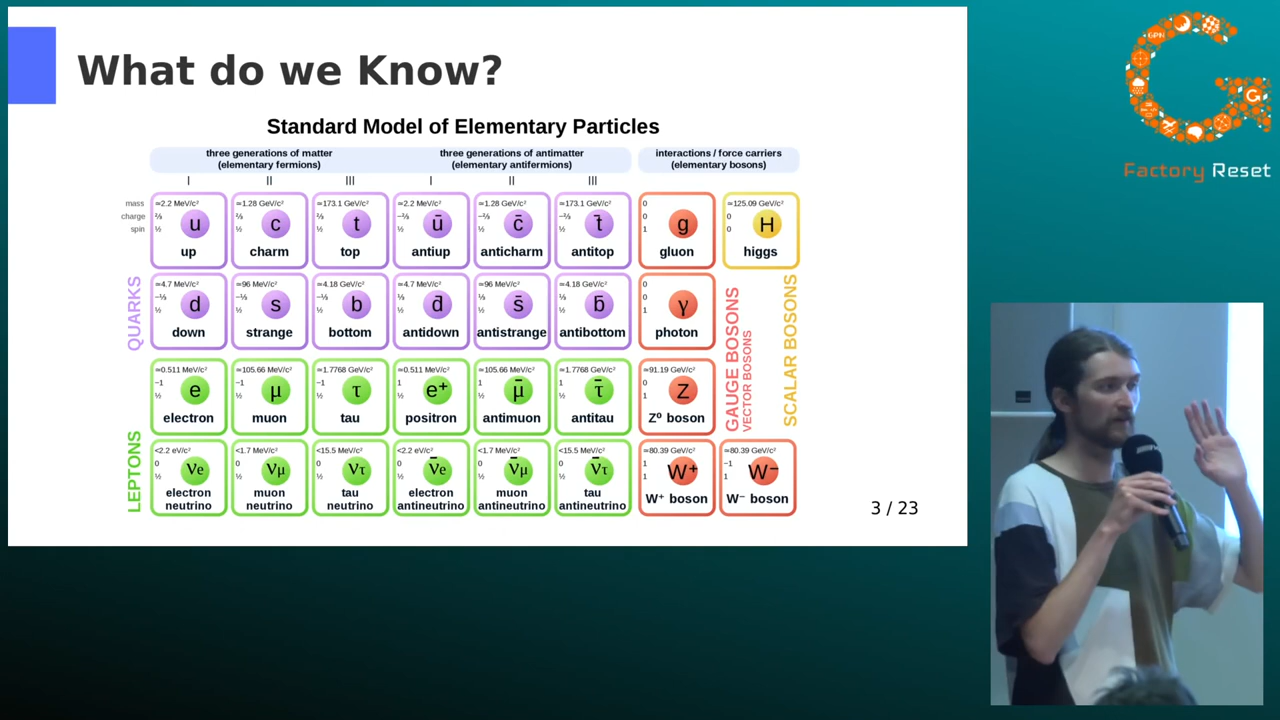 What do we Know?
Standard Model of Elementary Particles
three generations of matter
(elementary fermions)
three generations of antimatter
(elementary antifermions)
interactions / force carriers
(elementary bosons)
I II III I II III
mass
charge
spin
≃2.2 MeV/c²
⅔
½
u
up
≃1.28 GeV/c²
⅔
½
c
charm
≃173.1 GeV/c²
⅔
½
t
top
≃2.2 MeV/c²
−⅔
½
ū
antiup
≃1.28 GeV/c²
−⅔
½
c̄
anticharm
≃173.1 GeV/c²
−⅔
½
t̄
antitop
0
0
1
g
gluon
≃125.09 GeV/c²
0
0
H
higgs
QUARKS
≃4.7 MeV/c²
−⅓
½
d
down
≃96 MeV/c²
−⅓
½
s
strange
≃4.18 GeV/c²
−⅓
½
b
bottom
≃4.7 MeV/c²
⅓
½
d̄
antidown
≃96 MeV/c²
⅓
½
s̄
antistrange
≃4.18 GeV/c²
⅓
½
b̄
antibottom
0
0
1
γ
photon
GAUGE BOSONS
VECTOR BOSONS
SCALAR BOSONS
≃0.511 MeV/c²
−1
½
e
electron
≃105.66 MeV/c²
−1
½
μ
muon
≃1.7768 GeV/c²
−1
½
τ
tau
≃0.511 MeV/c²
1
½
e⁺
positron
≃105.66 MeV/c²
1
½
μ̄
antimuon
≃1.7768 GeV/c²
1
½
τ̄
antitau
≃91.19 GeV/c²
0
1
Z
Z⁰ boson
LEPTONS
<2.2 eV/c²
0
½
νe
electron
neutrino
<1.7 MeV/c²
0
½
νμ
muon
neutrino
<15.5 MeV/c²
0
½
ντ
tau
neutrino
<2.2 eV/c²
0
½
ν̄e
electron
antineutrino
<1.7 MeV/c²
0
½
ν̄μ
muon
antineutrino
<15.5 MeV/c²
0
½
ν̄τ
tau
antineutrino
≃80.39 GeV/c²
1
1
W⁺
W⁺ boson
≃80.39 GeV/c²
−1
1
W⁻
W⁻ boson
3 / 23
GPN
Factory Reset